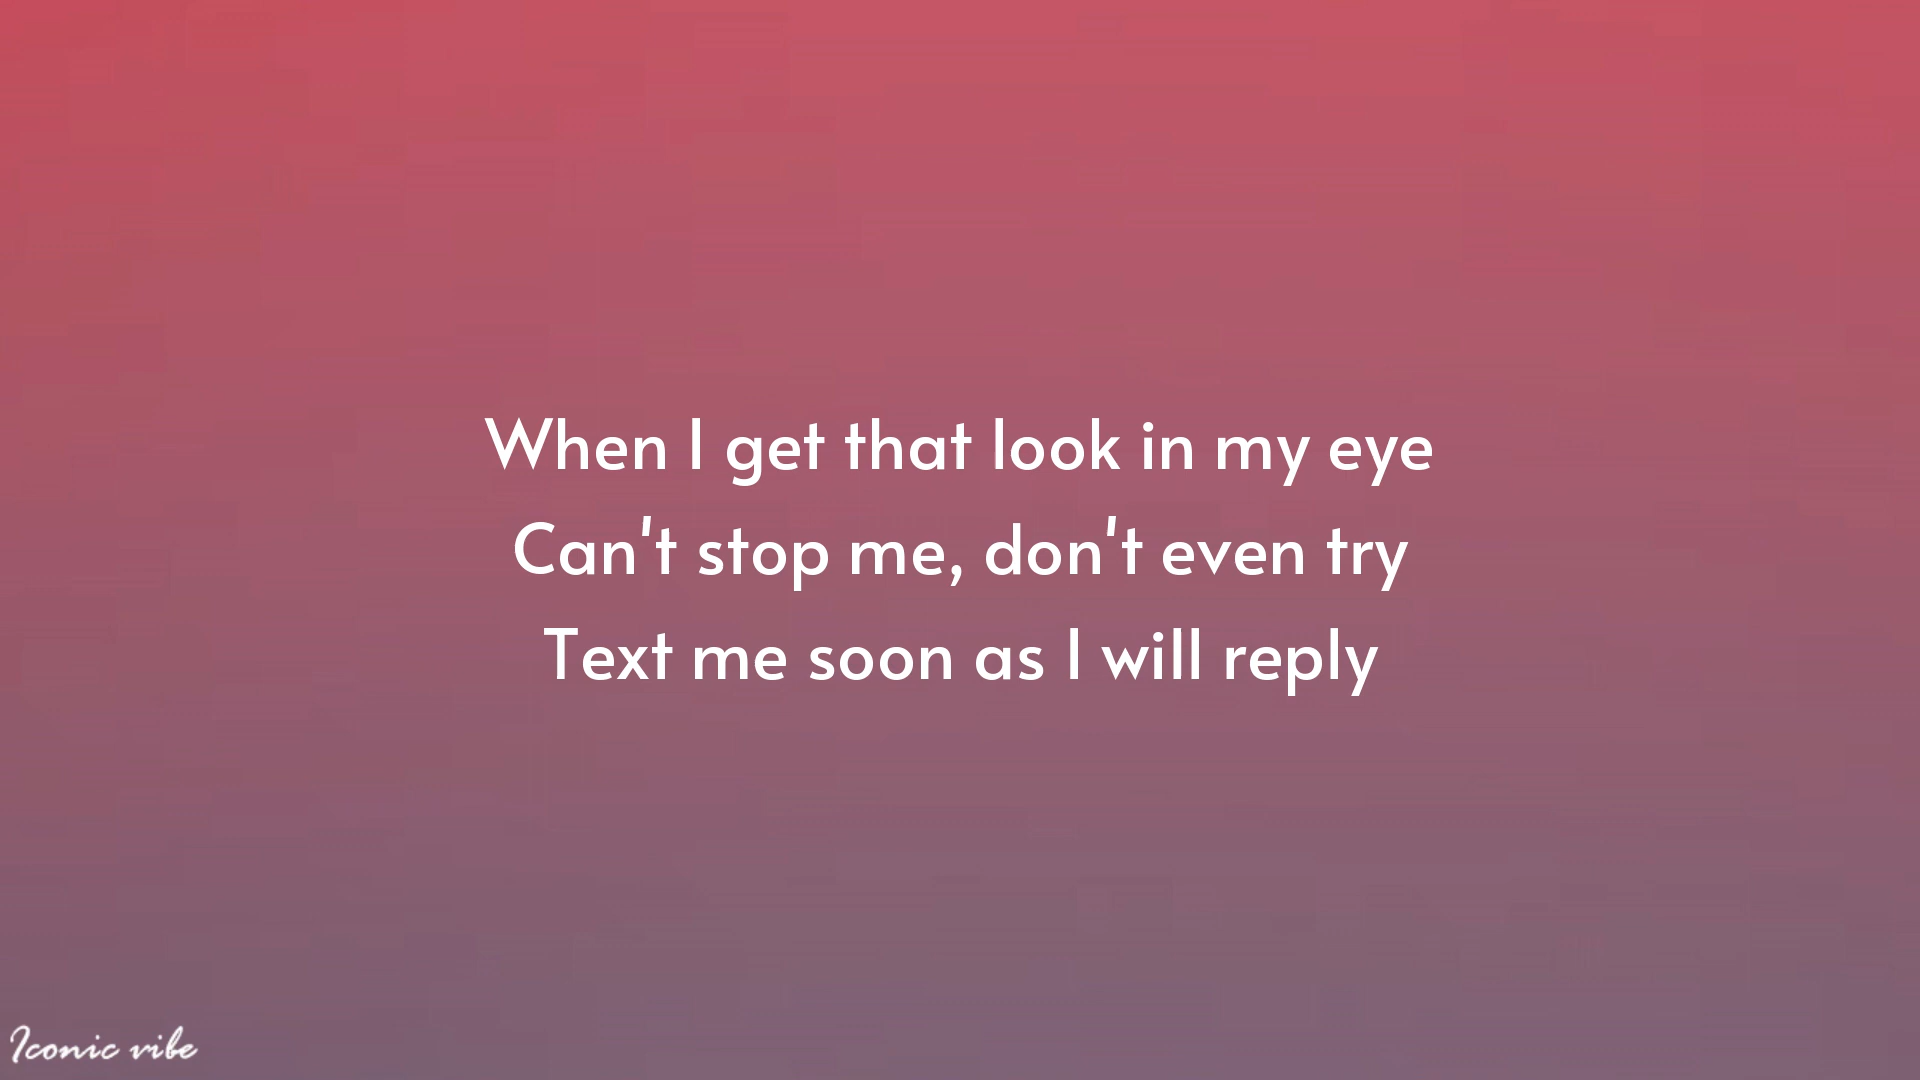 When I get that look in my eye
Can't stop me, don't even try
Text me soon as I will reply
Iconic vibe